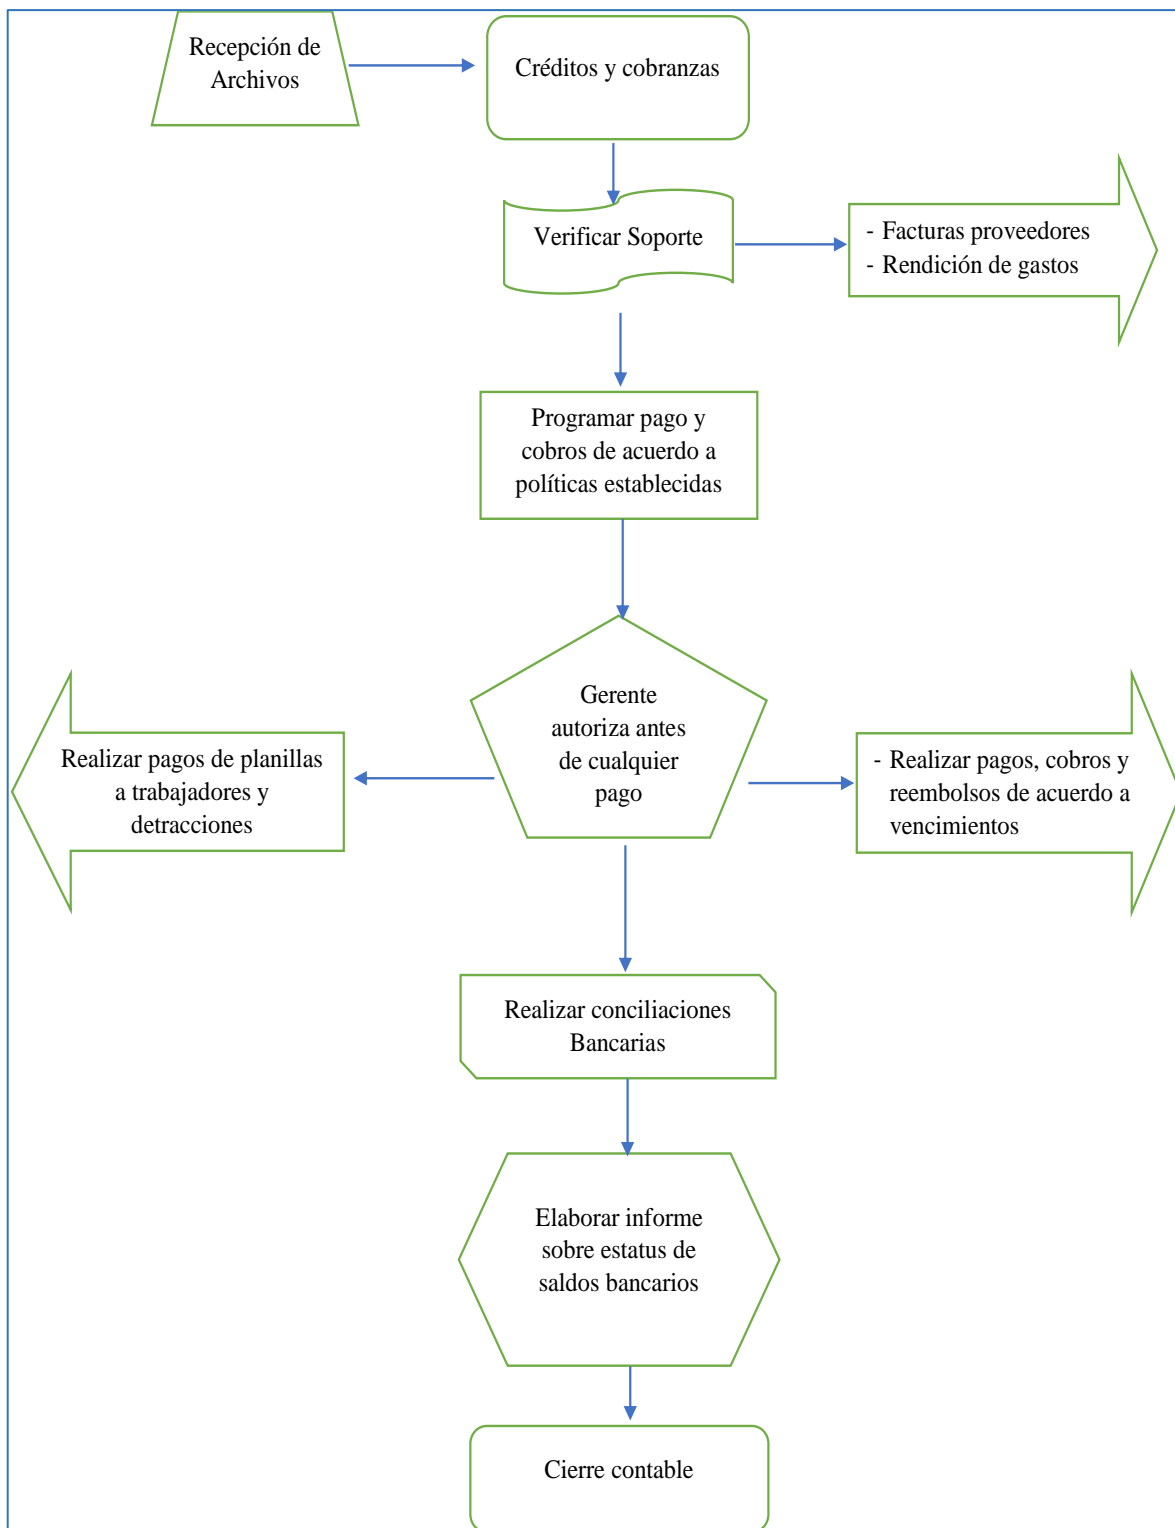 Recepción de
Archivos
Créditos y cobranzas
Verificar Soporte
- Facturas proveedores
- Rendición de gastos
Programar pago y
cobros de acuerdo a
políticas establecidas
Gerente
autoriza antes
de cualquier
pago
Realizar pagos de planillas
a trabajadores y
detracciones
- Realizar pagos, cobros y
reembolsos de acuerdo a
vencimientos
Realizar conciliaciones
Bancarias
Elaborar informe
sobre estatus de
saldos bancarios
Cierre contable